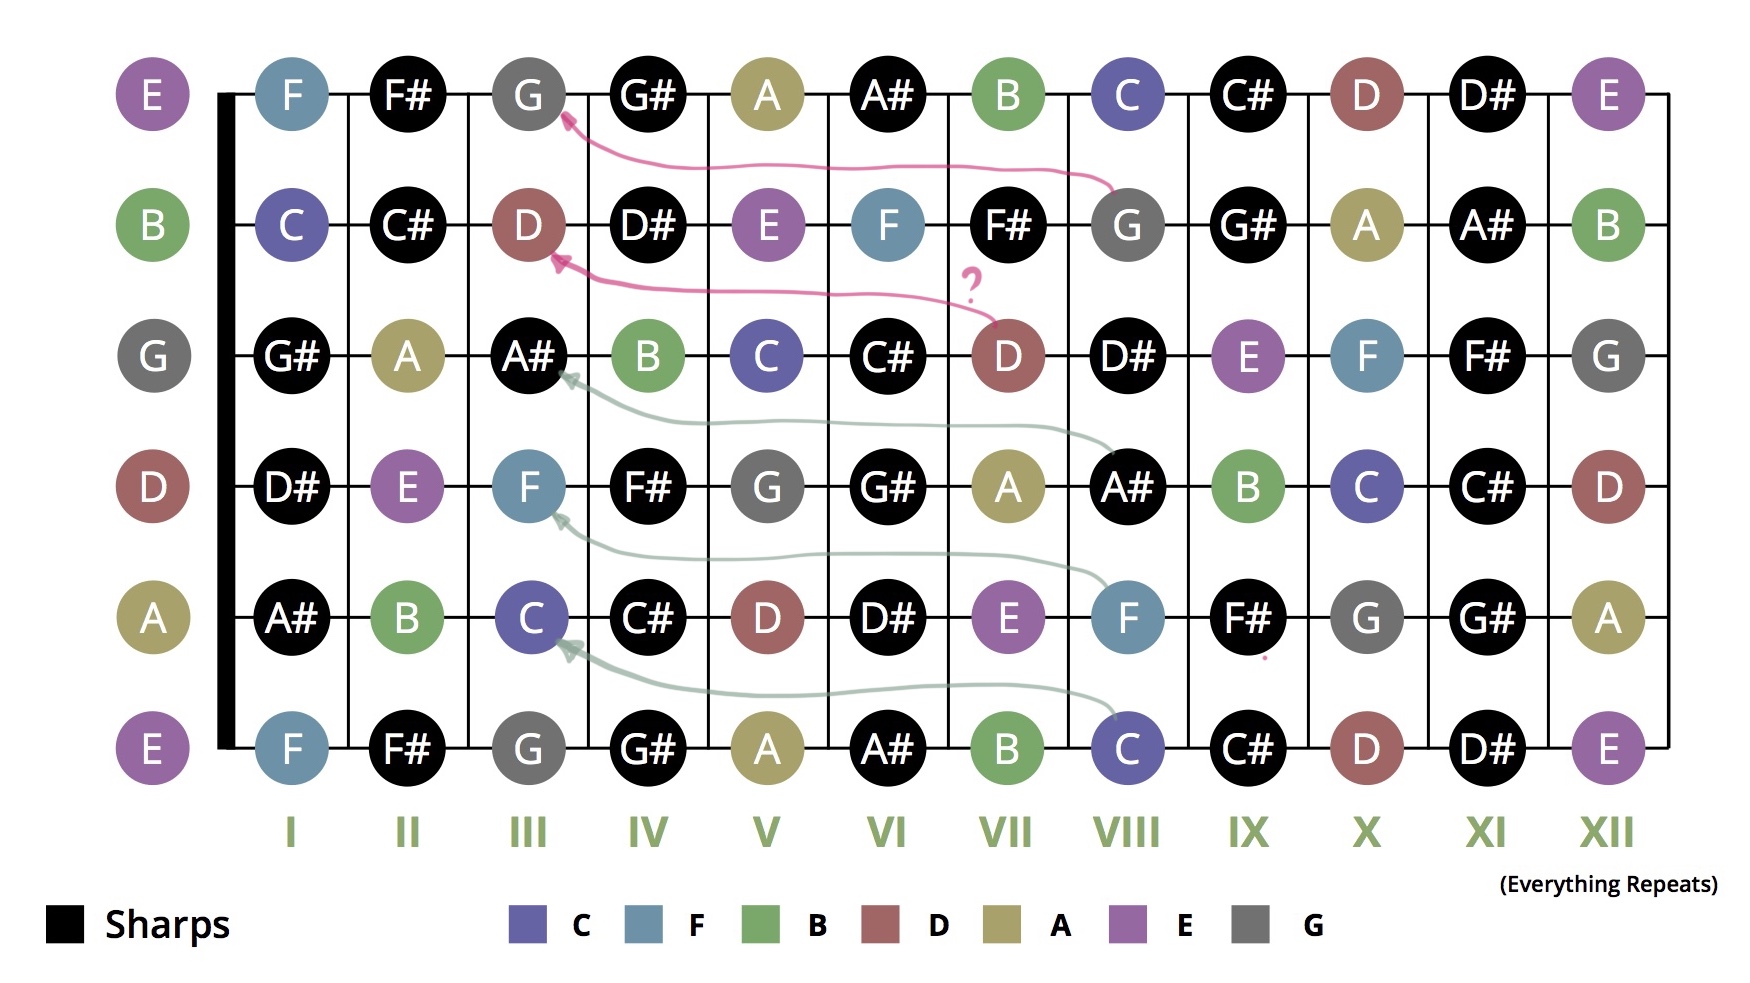 E F F# G G# A A# B C C# D D# E
B C C# D D# E F F# G G# A A# B
?
G G# A A# B C C# D D# E F F# G
D D# E F F# G G# A A# B C C# D
A A# B C C# D D# E F F# G G# A
E F F# G G# A A# B C C# D D# E
I II III IV V VI VII VIII IX X XI XII
(Everything Repeats)
Sharps C F B D A E G